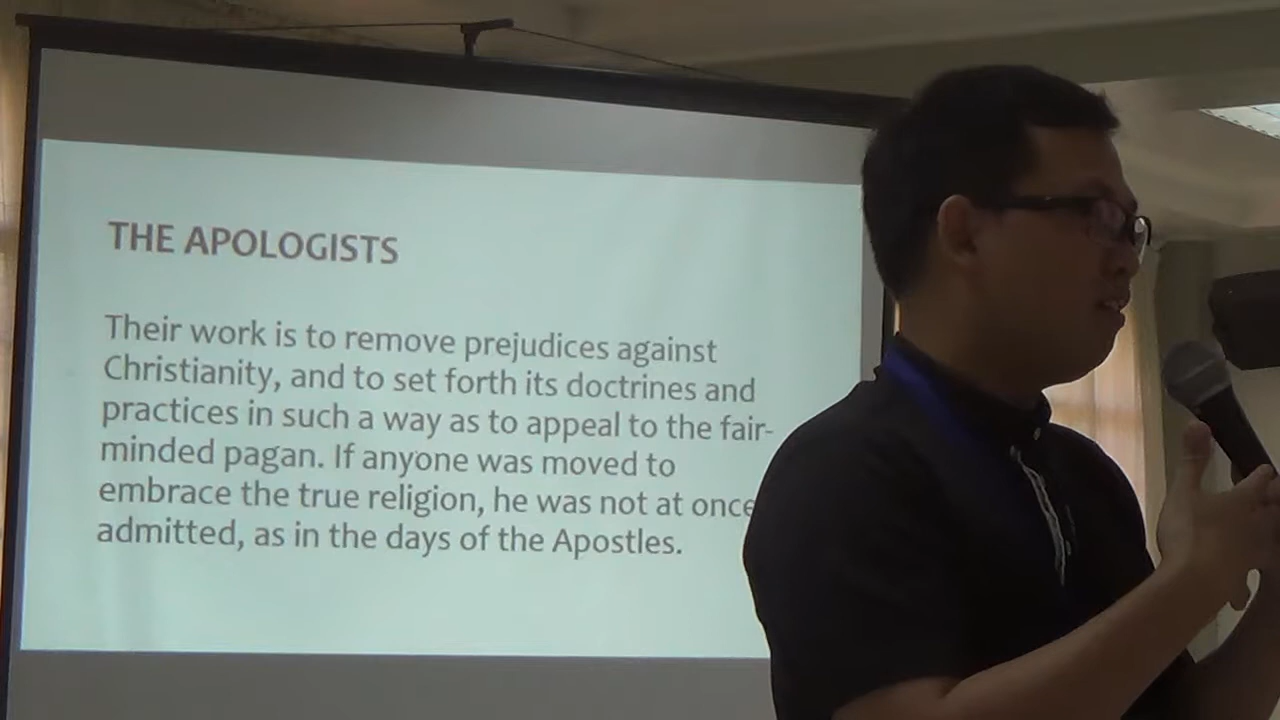 THE APOLOGISTS
Their work is to remove prejudices against
Christianity, and to set forth its doctrines and
practices in such a way as to appeal to the fair-
minded pagan. If anyone was moved to
embrace the true religion, he was not at once
admitted, as in the days of the Apostles.